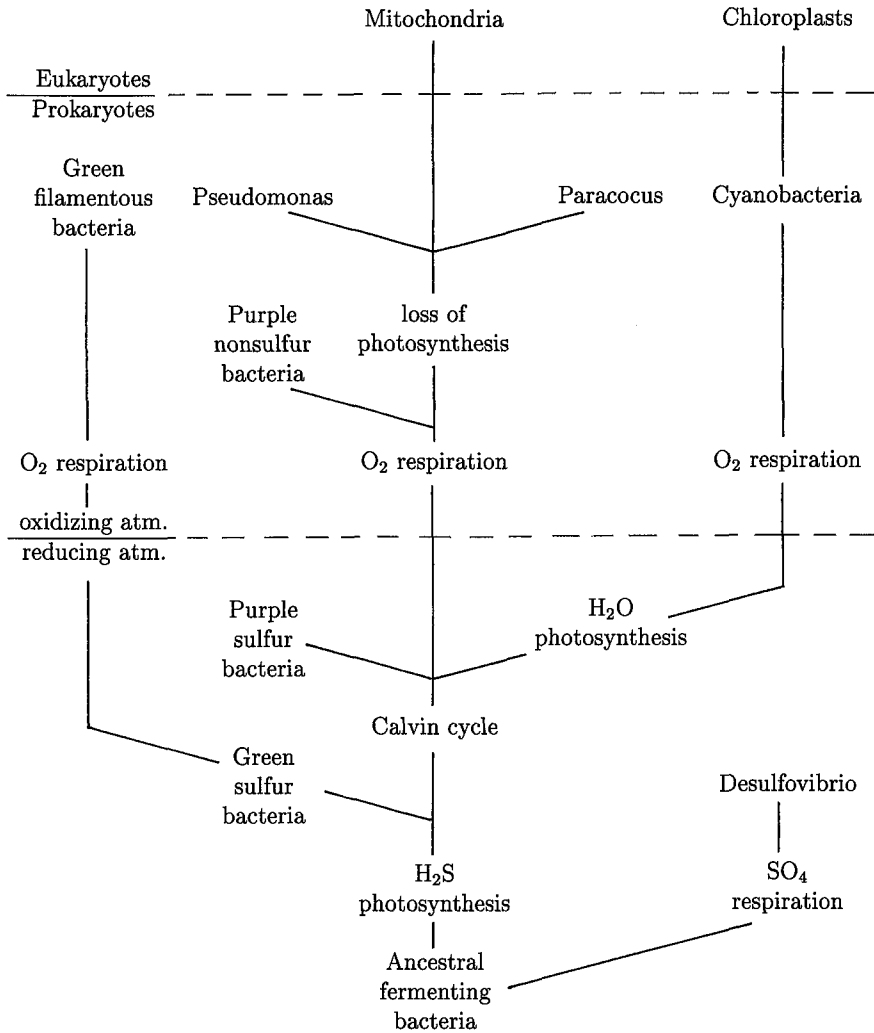 Mitochondria
Chloroplasts
Eukaryotes
Prokaryotes
Green
filamentous
bacteria
Pseudomonas
Paracocus
Cyanobacteria
Purple
nonsulfur
bacteria
loss of
photosynthesis
O₂ respiration
O₂ respiration
O₂ respiration
oxidizing atm.
reducing atm.
Purple
sulfur
bacteria
H₂O
photosynthesis
Calvin cycle
Green
sulfur
bacteria
Desulfovibrio
H₂S
photosynthesis
SO₄
respiration
Ancestral
fermenting
bacteria